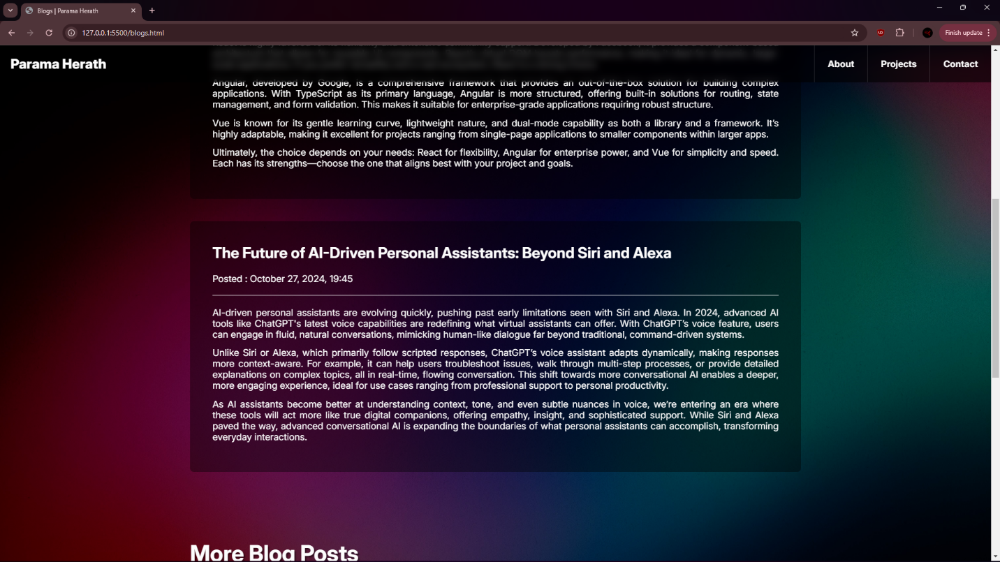 Blogs | Parama Herath
127.0.0.1:5500/blogs.html
Finish update
Parama Herath
About
Projects
Contact
Angular, developed by Google, is a comprehensive framework that provides an out-of-the-box solution for building complex
applications. With TypeScript as its primary language, Angular is more structured, offering built-in solutions for routing, state
management, and form validation. This makes it suitable for enterprise-grade applications requiring robust structure.
Vue is known for its gentle learning curve, lightweight nature, and dual-mode capability as both a library and a framework. It's
highly adaptable, making it excellent for projects ranging from single-page applications to smaller components within larger apps.
Ultimately, the choice depends on your needs: React for flexibility, Angular for enterprise power, and Vue for simplicity and speed.
Each has its strengths—choose the one that aligns best with your project and goals.
The Future of AI-Driven Personal Assistants: Beyond Siri and Alexa
Posted : October 27, 2024, 19:45
AI-driven personal assistants are evolving quickly, pushing past early limitations seen with Siri and Alexa. In 2024, advanced AI
tools like ChatGPT's latest voice capabilities are redefining what virtual assistants can offer. With ChatGPT's voice feature, users
can engage in fluid, natural conversations, mimicking human-like dialogue far beyond traditional, command-driven systems.
Unlike Siri or Alexa, which primarily follow scripted responses, ChatGPT's voice assistant adapts dynamically, making responses
more context-aware. For example, it can help users troubleshoot issues, walk through multi-step processes, or provide detailed
explanations on complex topics, all in real-time, flowing conversation. This shift towards more conversational AI enables a deeper,
more engaging experience, ideal for use cases ranging from professional support to personal productivity.
As AI assistants become better at understanding context, tone, and even subtle nuances in voice, we're entering an era where
these tools will act more like true digital companions, offering empathy, insight, and sophisticated support. While Siri and Alexa
paved the way, advanced conversational AI is expanding the boundaries of what personal assistants can accomplish, transforming
everyday interactions.
More Blog Posts